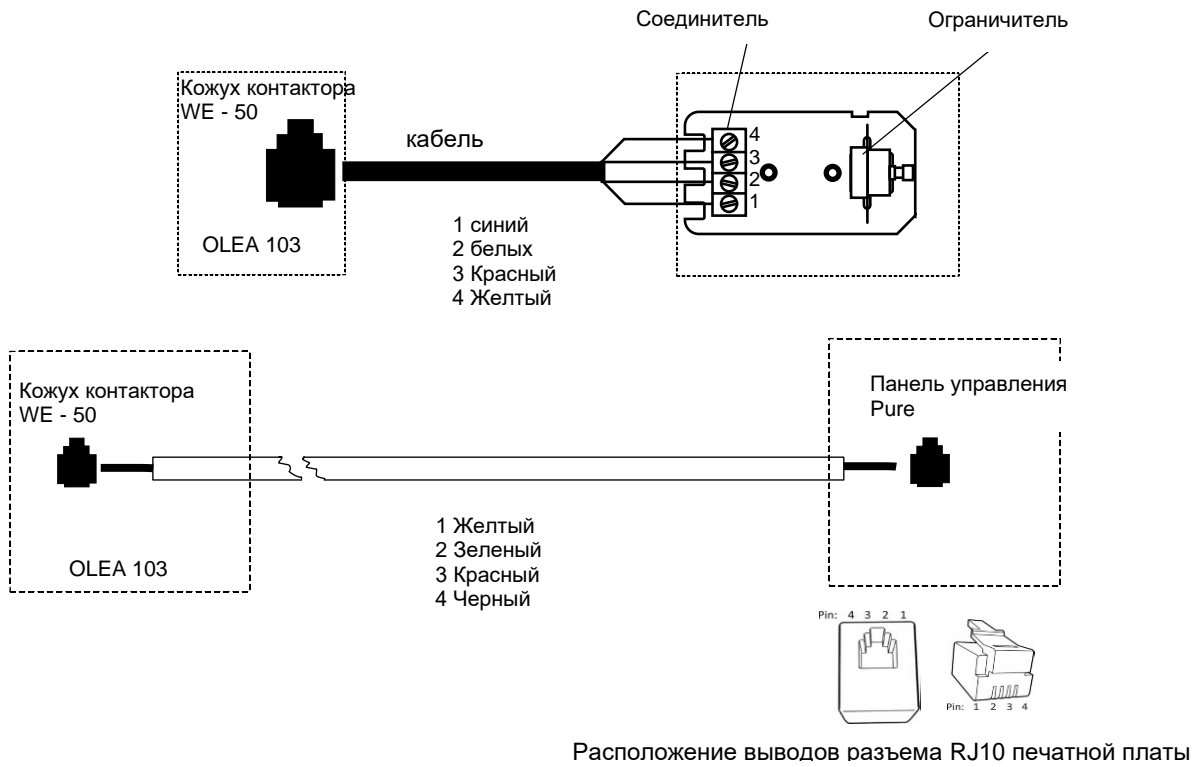 Соединитель
Ограничитель
Кожух контактора
WE - 50
кабель
4
3
2
1
OLEA 103
1 синий
2 белых
3 Красный
4 Желтый
Кожух контактора
WE - 50
Панель управления
Pure
1 Желтый
2 Зеленый
3 Красный
4 Черный
OLEA 103
Pin: 4 3 2 1
Pin: 1 2 3 4
Расположение выводов разъема RJ10 печатной платы